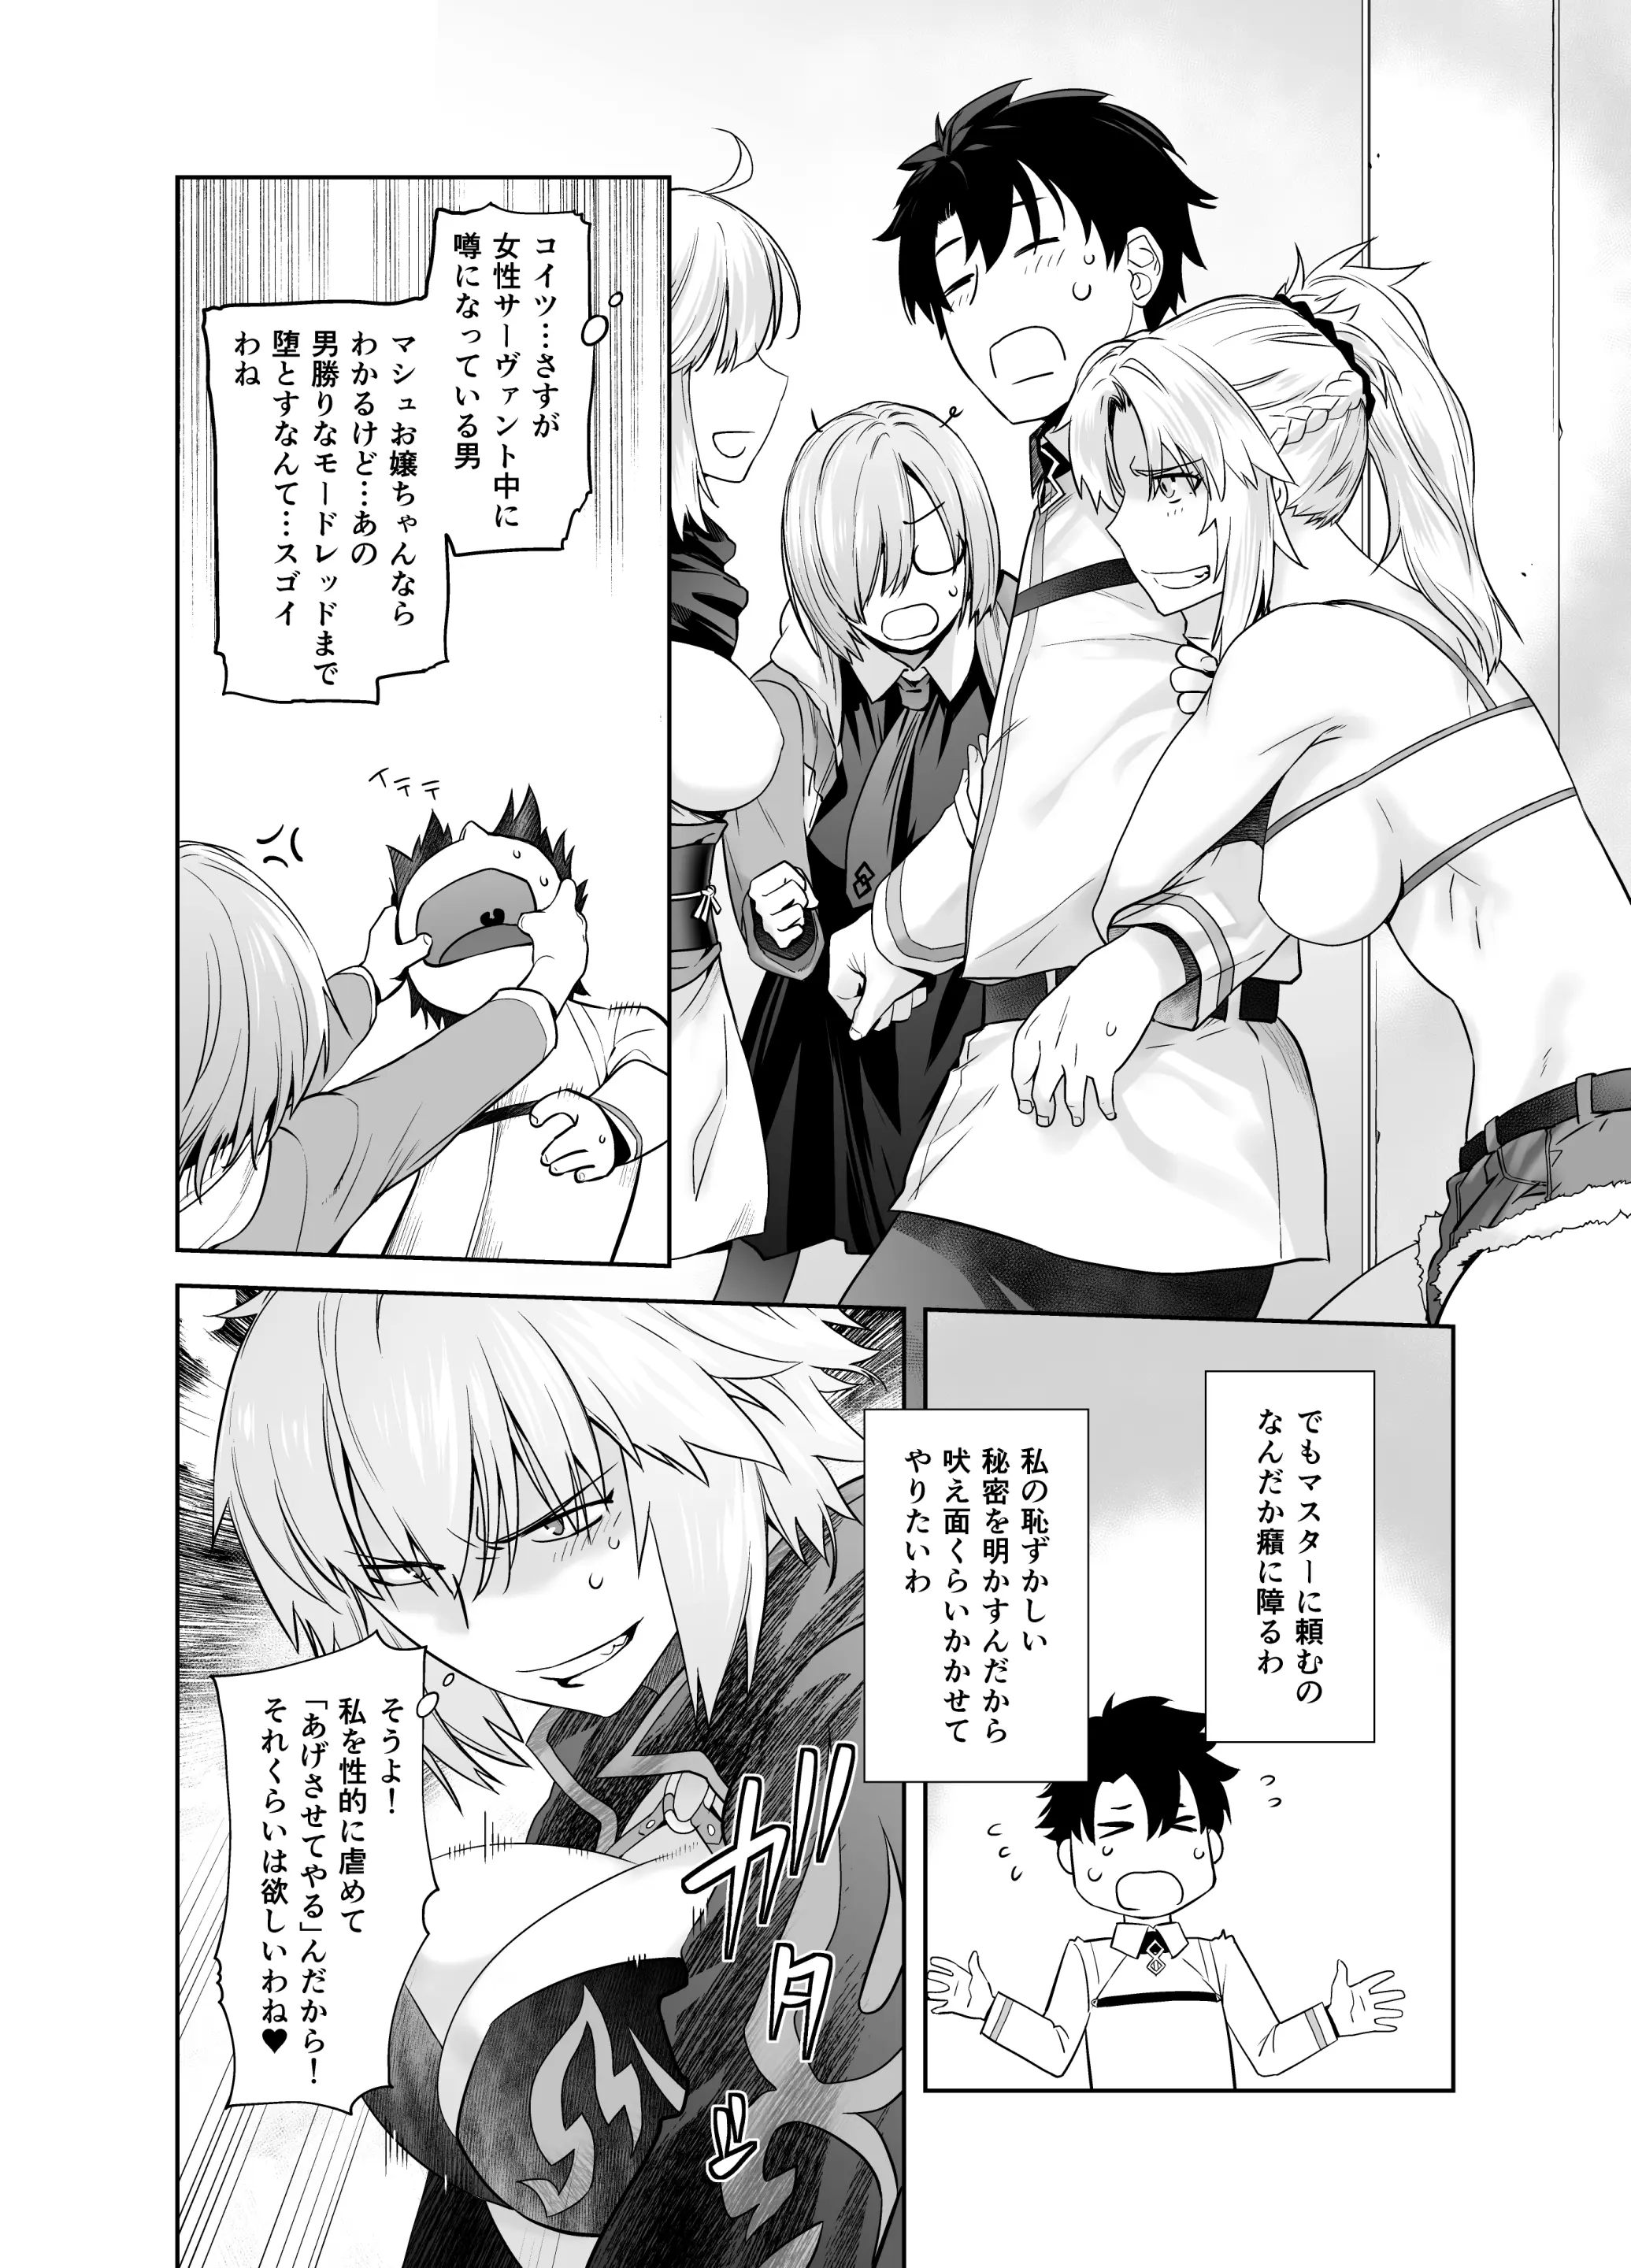 コイツ…さすが
女性サーヴァント中に
噂になっている男
マシュお嬢ちゃんなら
わかるけど…あの
男勝りなモードレッドまで
堕とすなんて…スゴイ
わね
イテテテ
でもマスターに頼むの
なんだか癪に障るわ
私の恥ずかしい
秘密を明かすんだから
吠え面くらいかかせて
やりたいわ
そうよ！
私を性的に虐めて
「あげさせてやる」んだから！
それくらいは欲しいわね♥
ガタッ